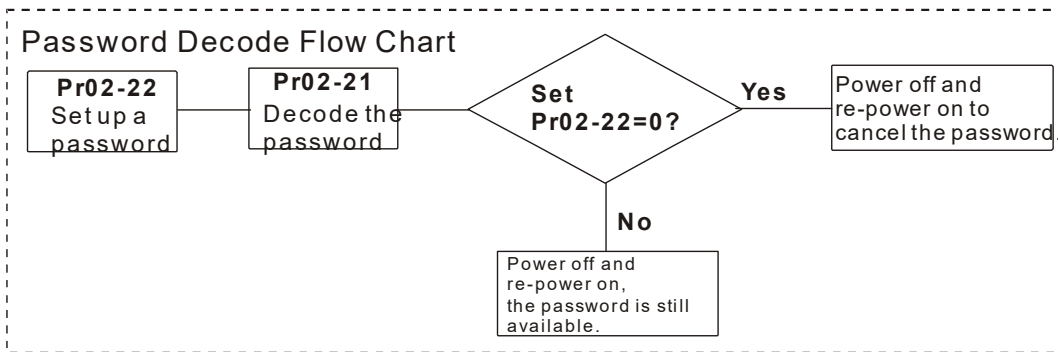 Password Decode Flow Chart
Pr02-22
Set up a
password
Pr02-21
Decode the
password
Set
Pr02-22=0?
Yes
Power off and
re-power on to
cancel the password.
No
Power off and
re-power on,
the password is still
available.